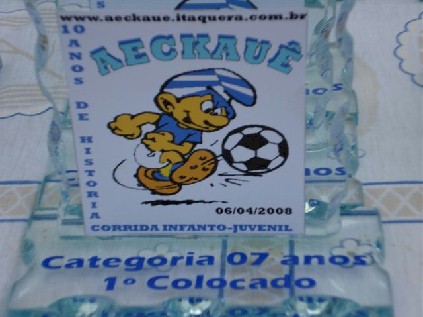 www.aeckaue.itaquera.com.br
AECKAUÊ
10 ANOS DE HISTORIA
06/04/2008
CORRIDA INFANTO-JUVENIL
Categoria 07 anos
1º Colocado